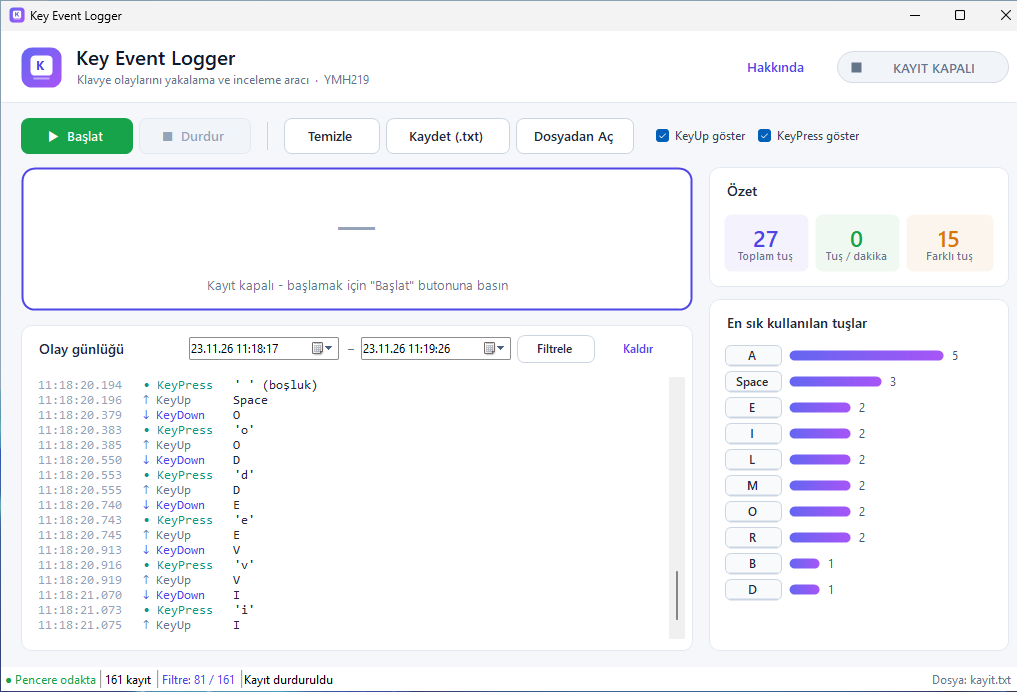 Key Event Logger
K
Key Event Logger
Klavye olaylarını yakalama ve inceleme aracı · YMH219
Hakkında
KAYIT KAPALI
Başlat
Durdur
Temizle
Kaydet (.txt)
Dosyadan Aç
KeyUp göster
KeyPress göster
—
Kayıt kapalı - başlamak için "Başlat" butonuna basın
Özet
27
Toplam tuş
0
Tuş / dakika
15
Farklı tuş
Olay günlüğü
23.11.26 11:18:17 – 23.11.26 11:19:26
Filtrele
Kaldır
11:18:20.194 • KeyPress ' ' (boşluk)
11:18:20.196 ↑ KeyUp Space
11:18:20.379 ↓ KeyDown O
11:18:20.383 • KeyPress 'o'
11:18:20.385 ↑ KeyUp O
11:18:20.550 ↓ KeyDown D
11:18:20.553 • KeyPress 'd'
11:18:20.555 ↑ KeyUp D
11:18:20.740 ↓ KeyDown E
11:18:20.743 • KeyPress 'e'
11:18:20.745 ↑ KeyUp E
11:18:20.913 ↓ KeyDown V
11:18:20.916 • KeyPress 'v'
11:18:20.919 ↑ KeyUp V
11:18:21.070 ↓ KeyDown I
11:18:21.073 • KeyPress 'i'
11:18:21.075 ↑ KeyUp I
En sık kullanılan tuşlar
A 5
Space 3
E 2
I 2
L 2
M 2
O 2
R 2
B 1
D 1
● Pencere odakta
161 kayıt
Filtre: 81 / 161
Kayıt durduruldu
Dosya: kayit.txt